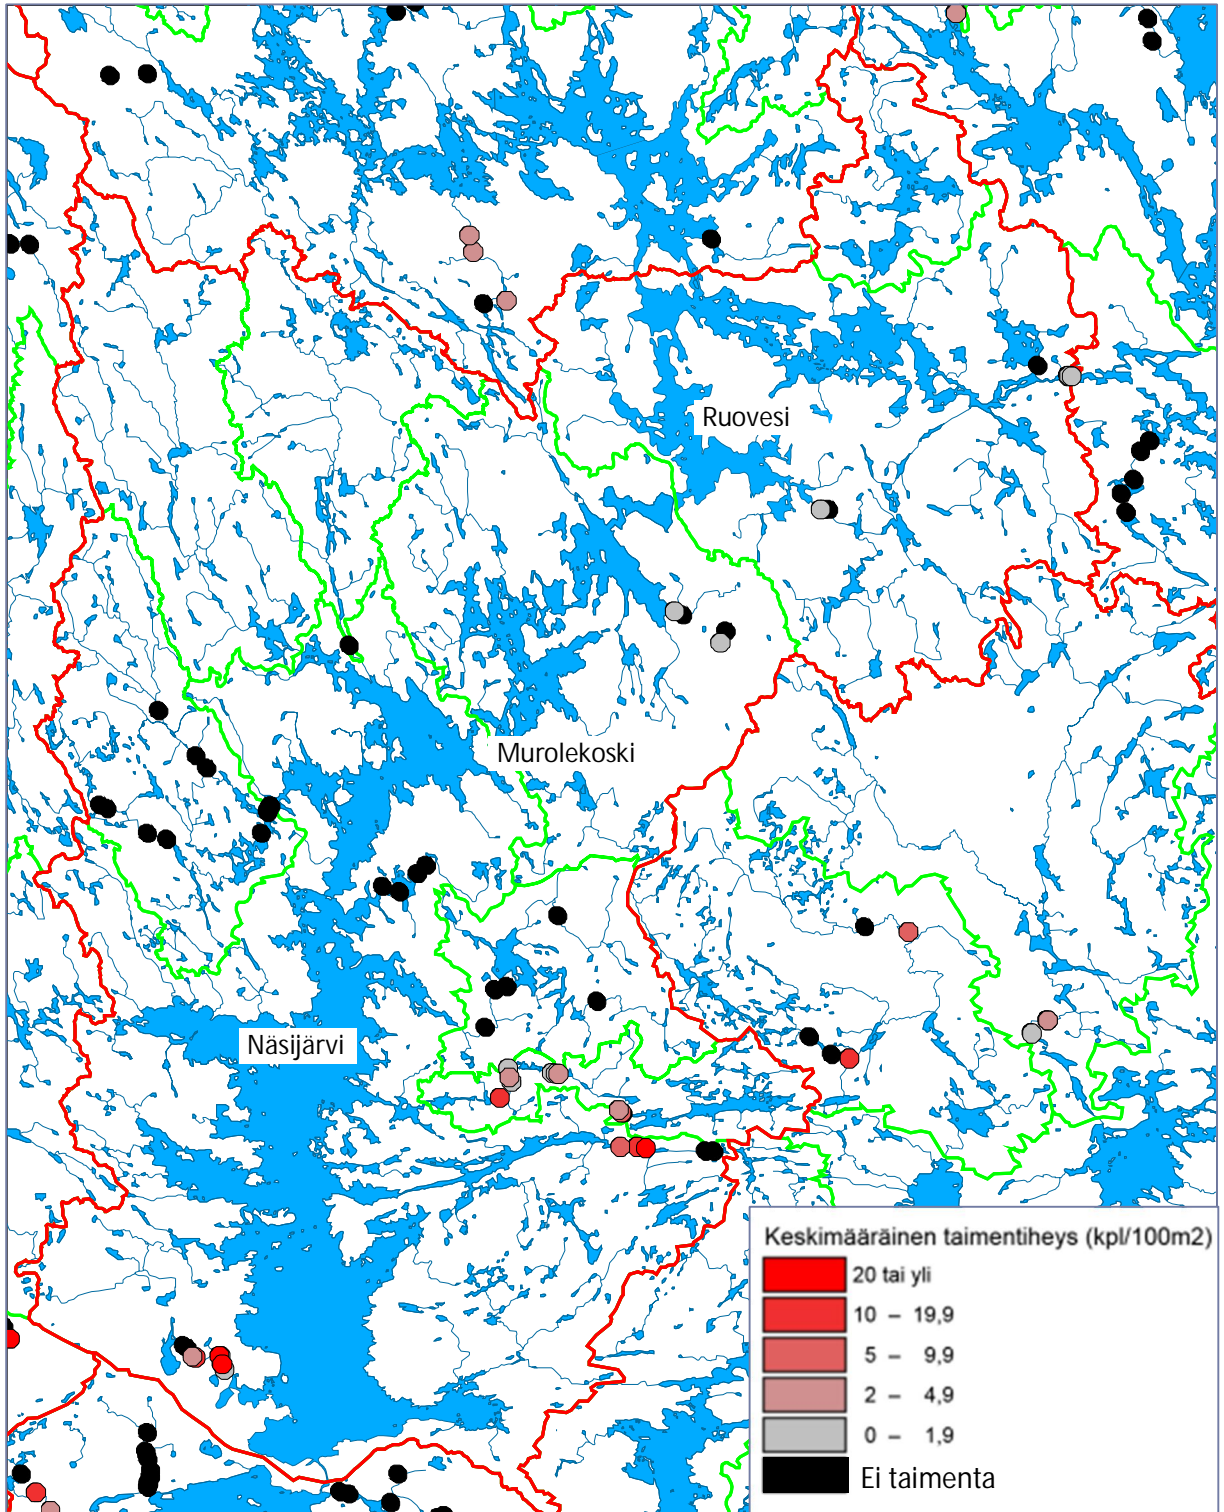 Ruovesi
Murolekoski
Näsijärvi
Keskimääräinen taimentiheys (kpl/100m2)
20 tai yli
10 – 19,9
5 – 9,9
2 – 4,9
0 – 1,9
Ei taimenta